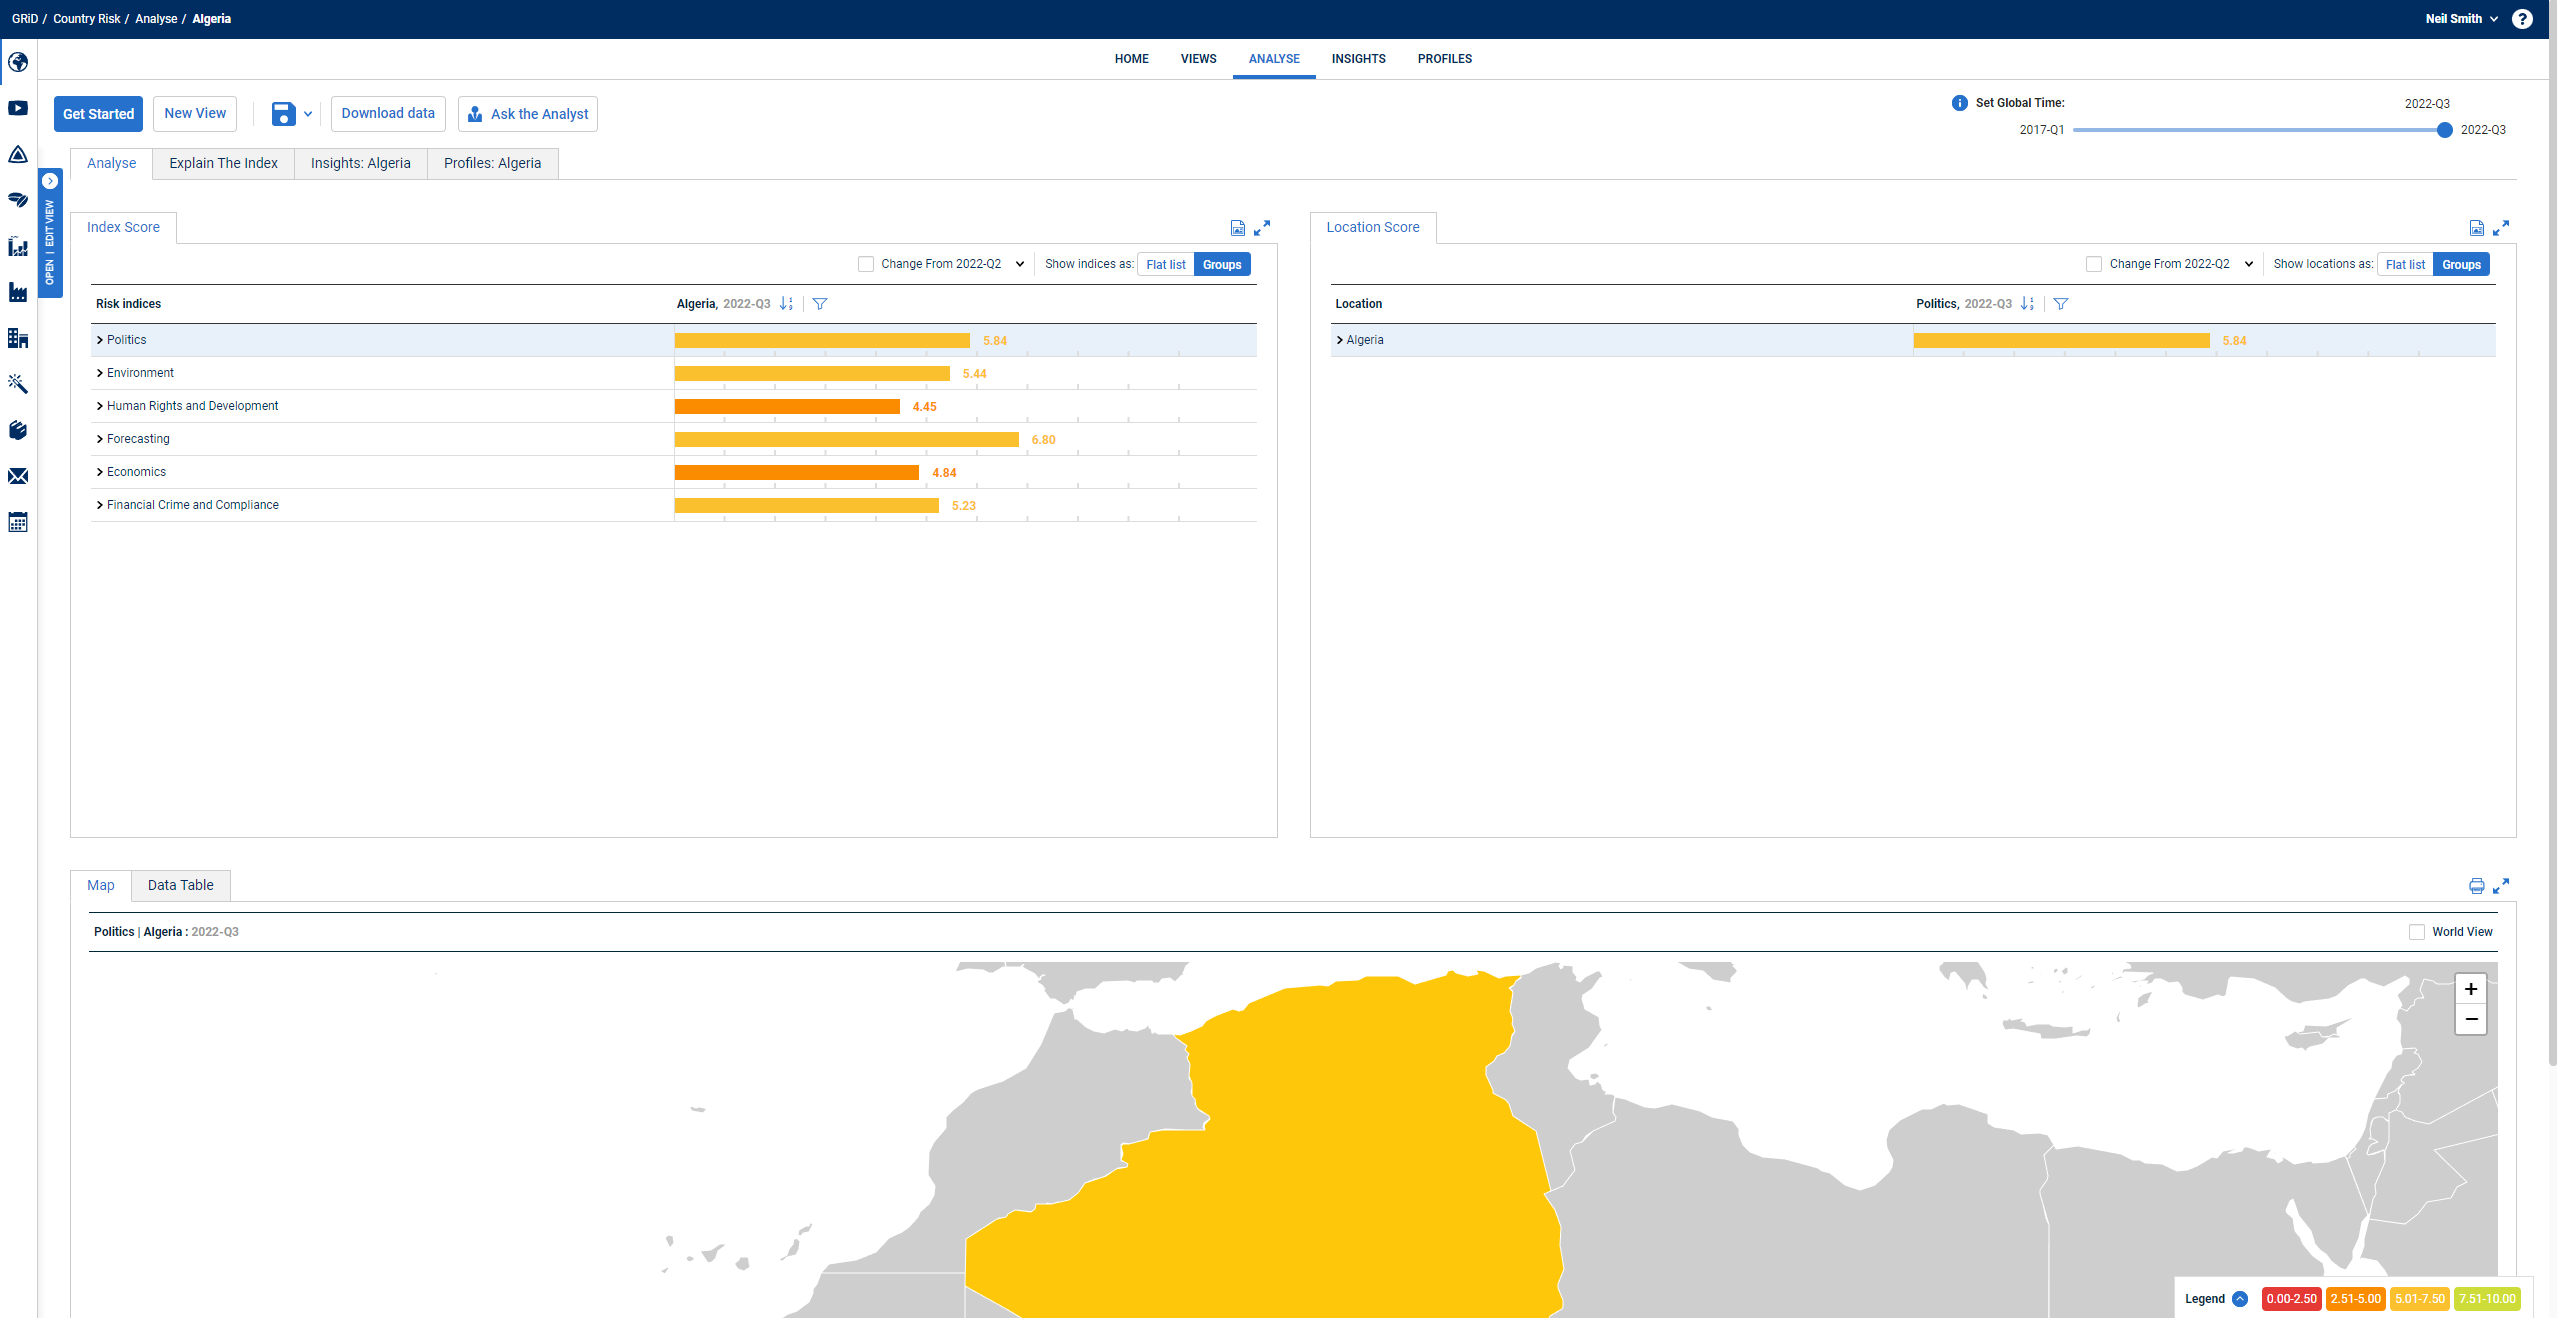 GRiD / Country Risk / Analyse / Algeria
Neil Smith
?
HOME VIEWS ANALYSE INSIGHTS PROFILES
Get Started New View Download data Ask the Analyst
Set Global Time: 2022-Q3
2017-Q1 2022-Q3
Analyse Explain The Index Insights: Algeria Profiles: Algeria
OPEN | EDIT VIEW
Index Score
Change From 2022-Q2 Show indices as: Flat list Groups
Risk indices Algeria, 2022-Q3
Politics 5.84
Environment 5.44
Human Rights and Development 4.45
Forecasting 6.80
Economics 4.84
Financial Crime and Compliance 5.23
Location Score
Change From 2022-Q2 Show locations as: Flat list Groups
Location Politics, 2022-Q3
Algeria 5.84
Map Data Table
Politics | Algeria : 2022-Q3
World View
+
−
Legend 0.00-2.50 2.51-5.00 5.01-7.50 7.51-10.00